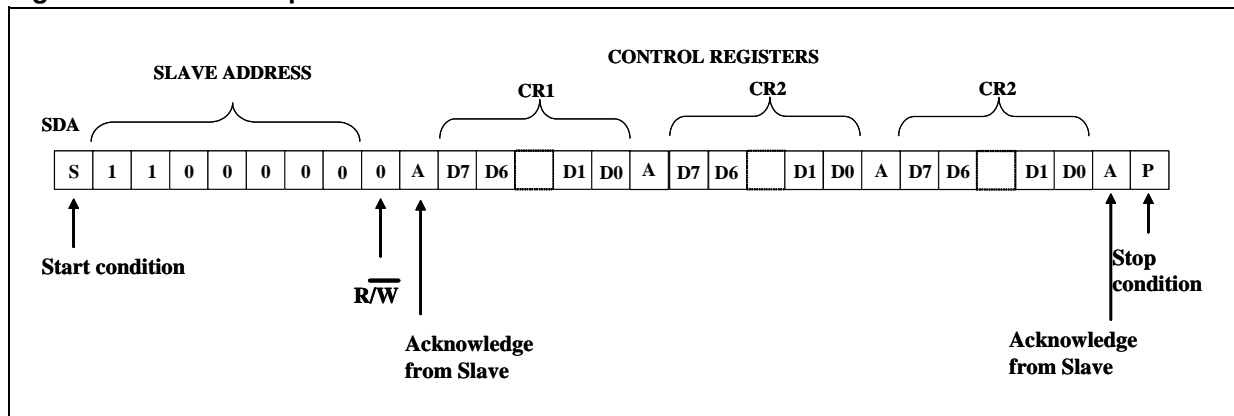 SLAVE ADDRESS
CONTROL REGISTERS
CR1
CR2
CR2
SDA
S 1 1 0 0 0 0 0 0 A D7 D6 D1 D0 A D7 D6 D1 D0 A D7 D6 D1 D0 A P
Start condition
R/W
Acknowledge
from Slave
Stop
condition
Acknowledge
from Slave